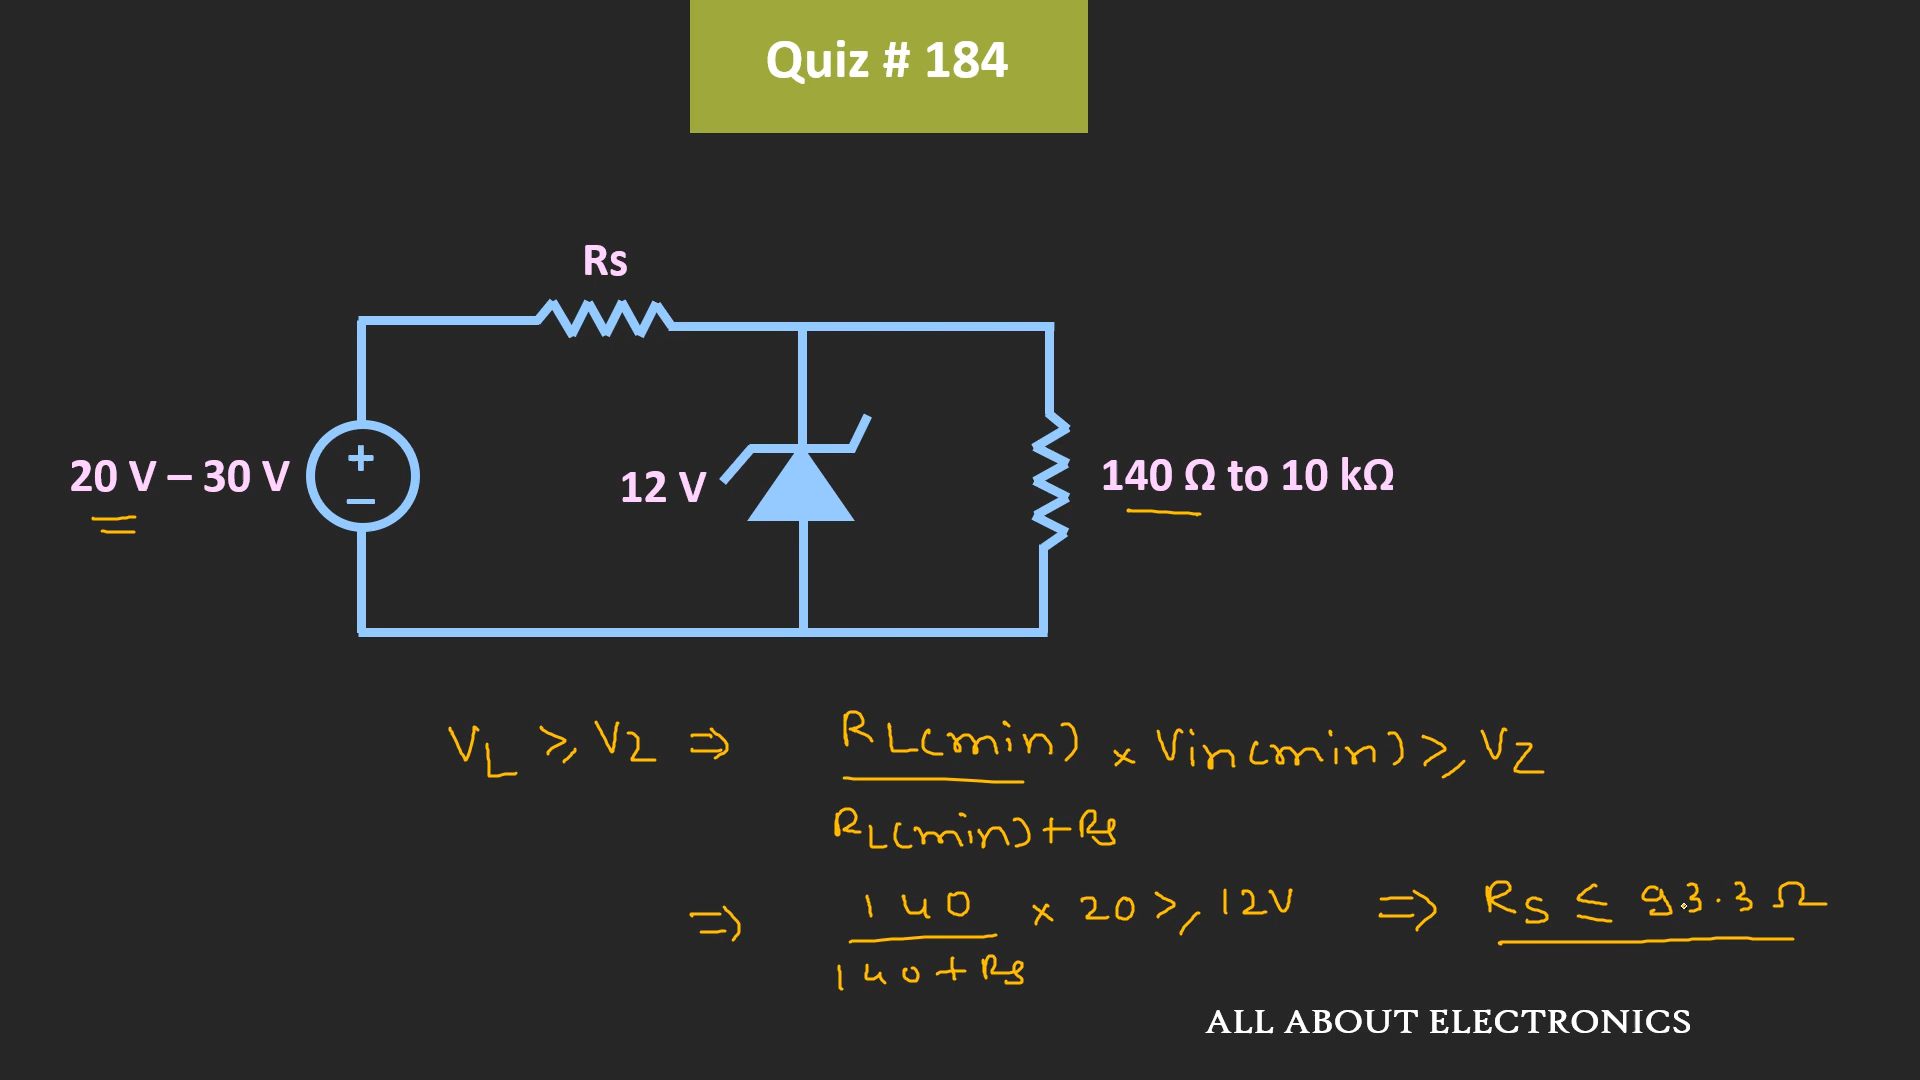 Quiz # 184
Rs
+
20 V – 30 V
12 V
140 Ω to 10 kΩ
–
VL ≥ VZ ⇒ RL(min) × Vin(min) ≥ VZ
RL(min) + Rs
⇒ 140 × 20 ≥ 12V ⇒ RS ≤ 93.3 Ω
140 + Rs
ALL ABOUT ELECTRONICS